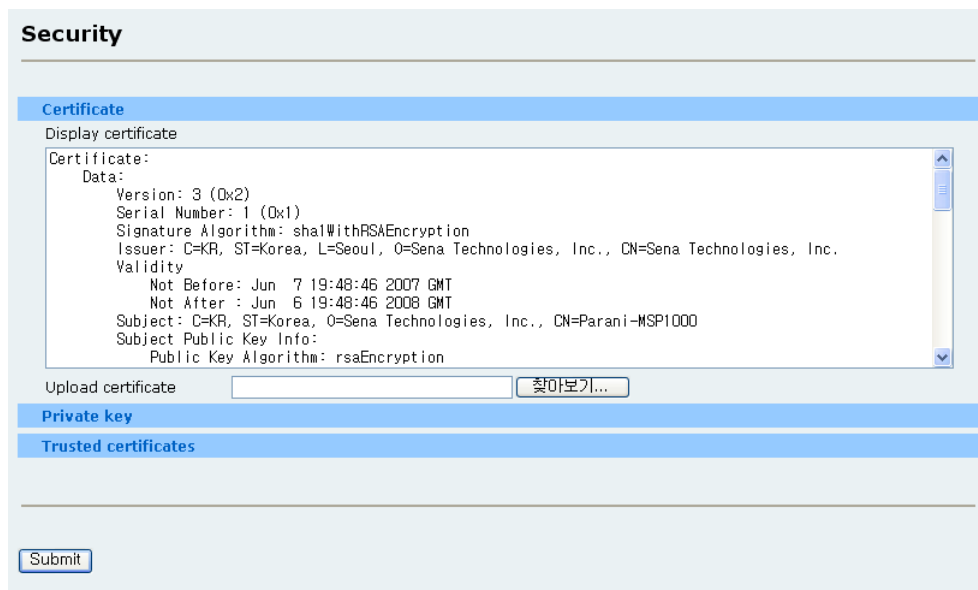 Security
Certificate
Display certificate
Certificate:
Data:
Version: 3 (0x2)
Serial Number: 1 (0x1)
Signature Algorithm: sha1WithRSAEncryption
Issuer: C=KR, ST=Korea, L=Seoul, O=Sena Technologies, Inc., CN=Sena Technologies, Inc.
Validity
Not Before: Jun  7 19:48:46 2007 GMT
Not After : Jun  6 19:48:46 2008 GMT
Subject: C=KR, ST=Korea, O=Sena Technologies, Inc., CN=Parani-MSP1000
Subject Public Key Info:
Public Key Algorithm: rsaEncryption
Upload certificate 찾아보기...
Private key
Trusted certificates
Submit